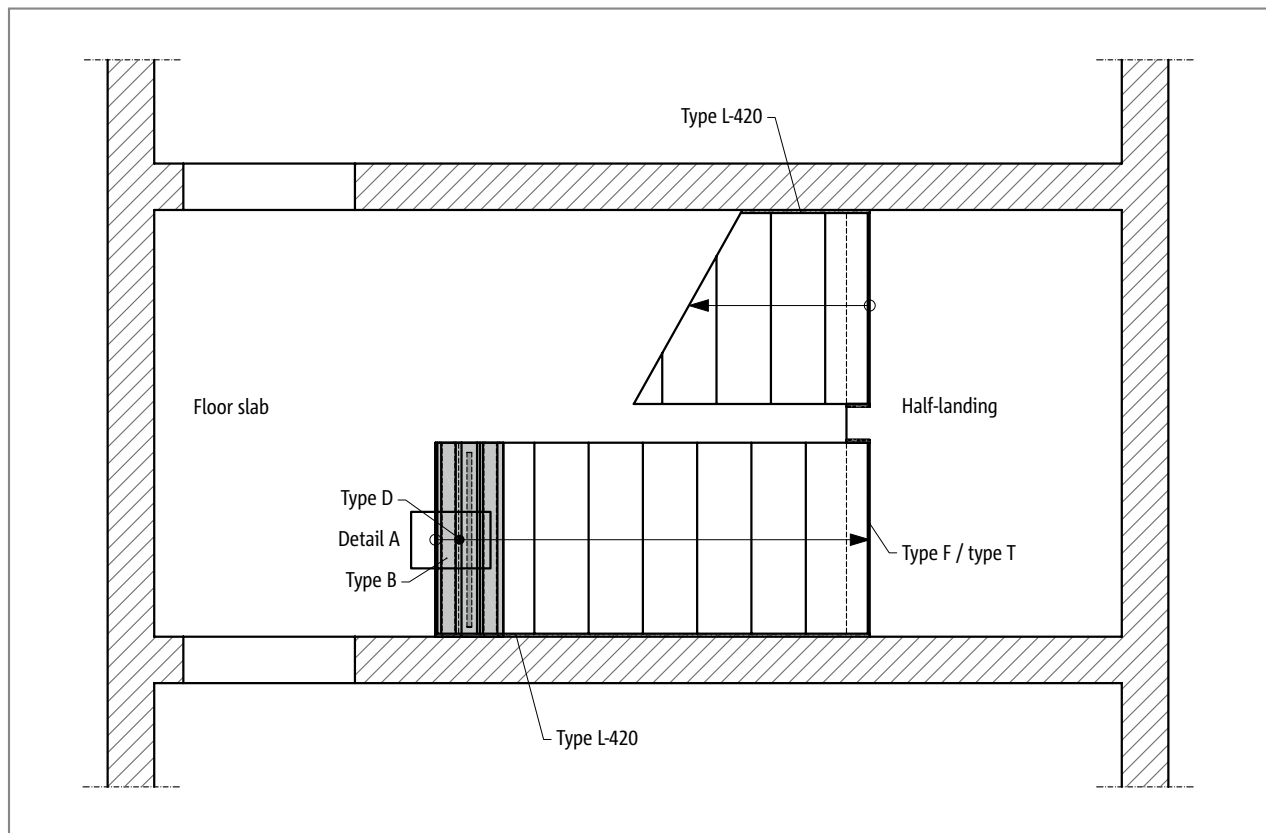 Type L-420
Floor slab
Half-landing
Type D
Detail A
Type F / type T
Type B
Type L-420